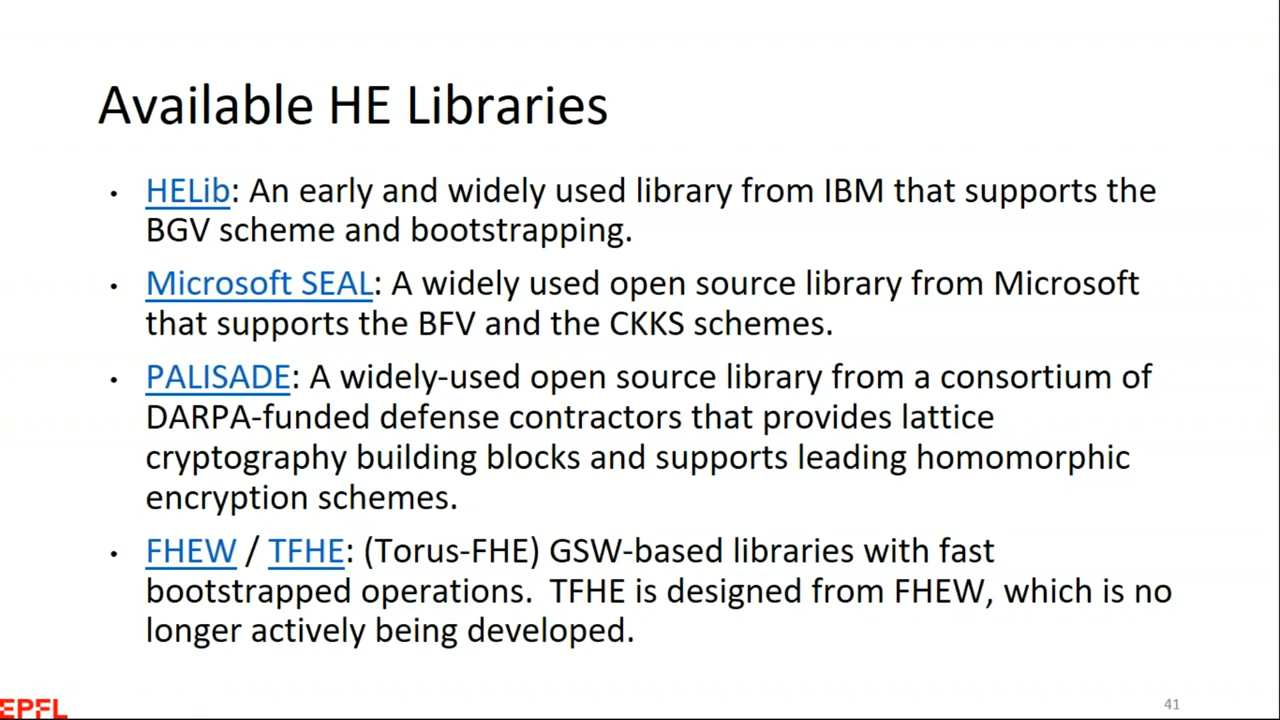 Available HE Libraries
• HELib: An early and widely used library from IBM that supports the
BGV scheme and bootstrapping.
• Microsoft SEAL: A widely used open source library from Microsoft
that supports the BFV and the CKKS schemes.
• PALISADE: A widely-used open source library from a consortium of
DARPA-funded defense contractors that provides lattice
cryptography building blocks and supports leading homomorphic
encryption schemes.
• FHEW / TFHE: (Torus-FHE) GSW-based libraries with fast
bootstrapped operations.  TFHE is designed from FHEW, which is no
longer actively being developed.
EPFL
41